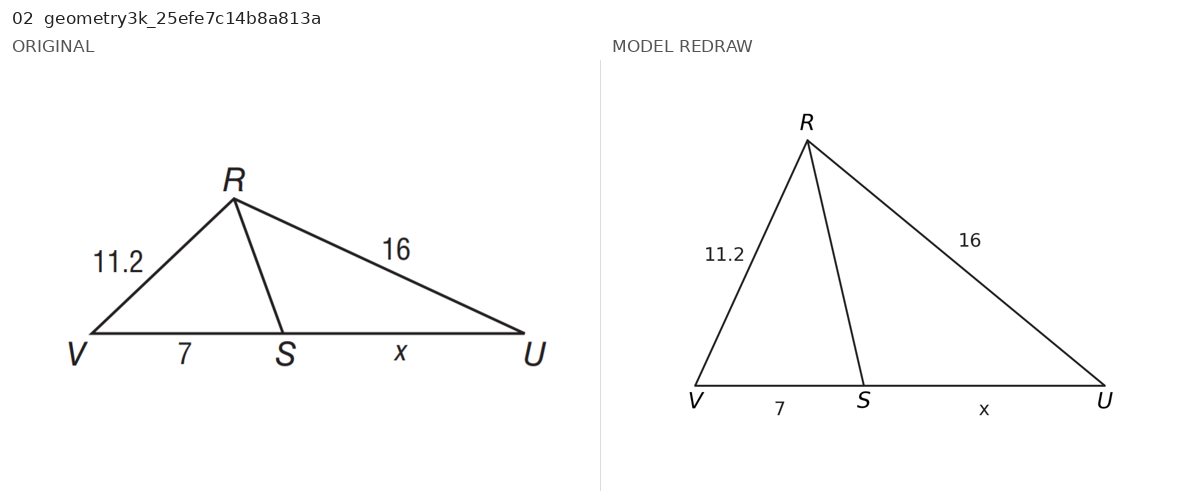 02 geometry3k_25efe7c14b8a813a
ORIGINAL
MODEL REDRAW
R
11.2
16
V
7
S
x
U
R
11.2
16
V
7
S
x
U